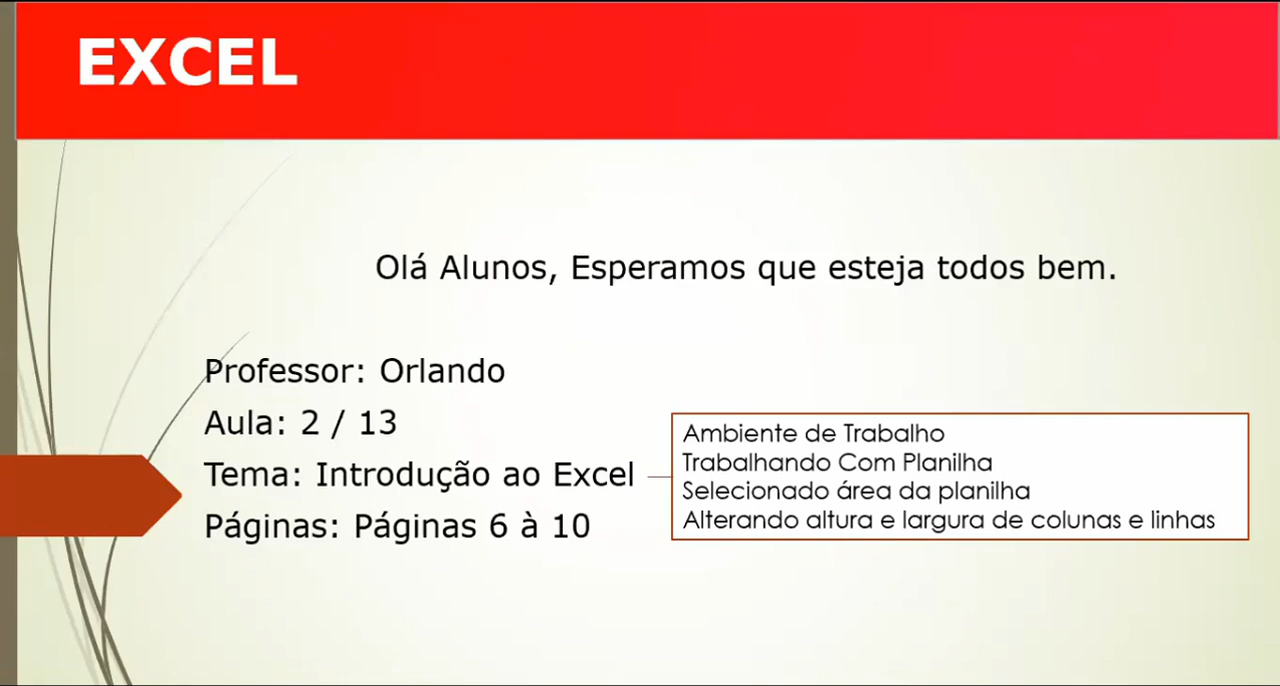 EXCEL
Olá Alunos, Esperamos que esteja todos bem.
Professor: Orlando
Aula: 2 / 13
Tema: Introdução ao Excel
Páginas: Páginas 6 à 10
Ambiente de Trabalho
Trabalhando Com Planilha
Selecionado área da planilha
Alterando altura e largura de colunas e linhas